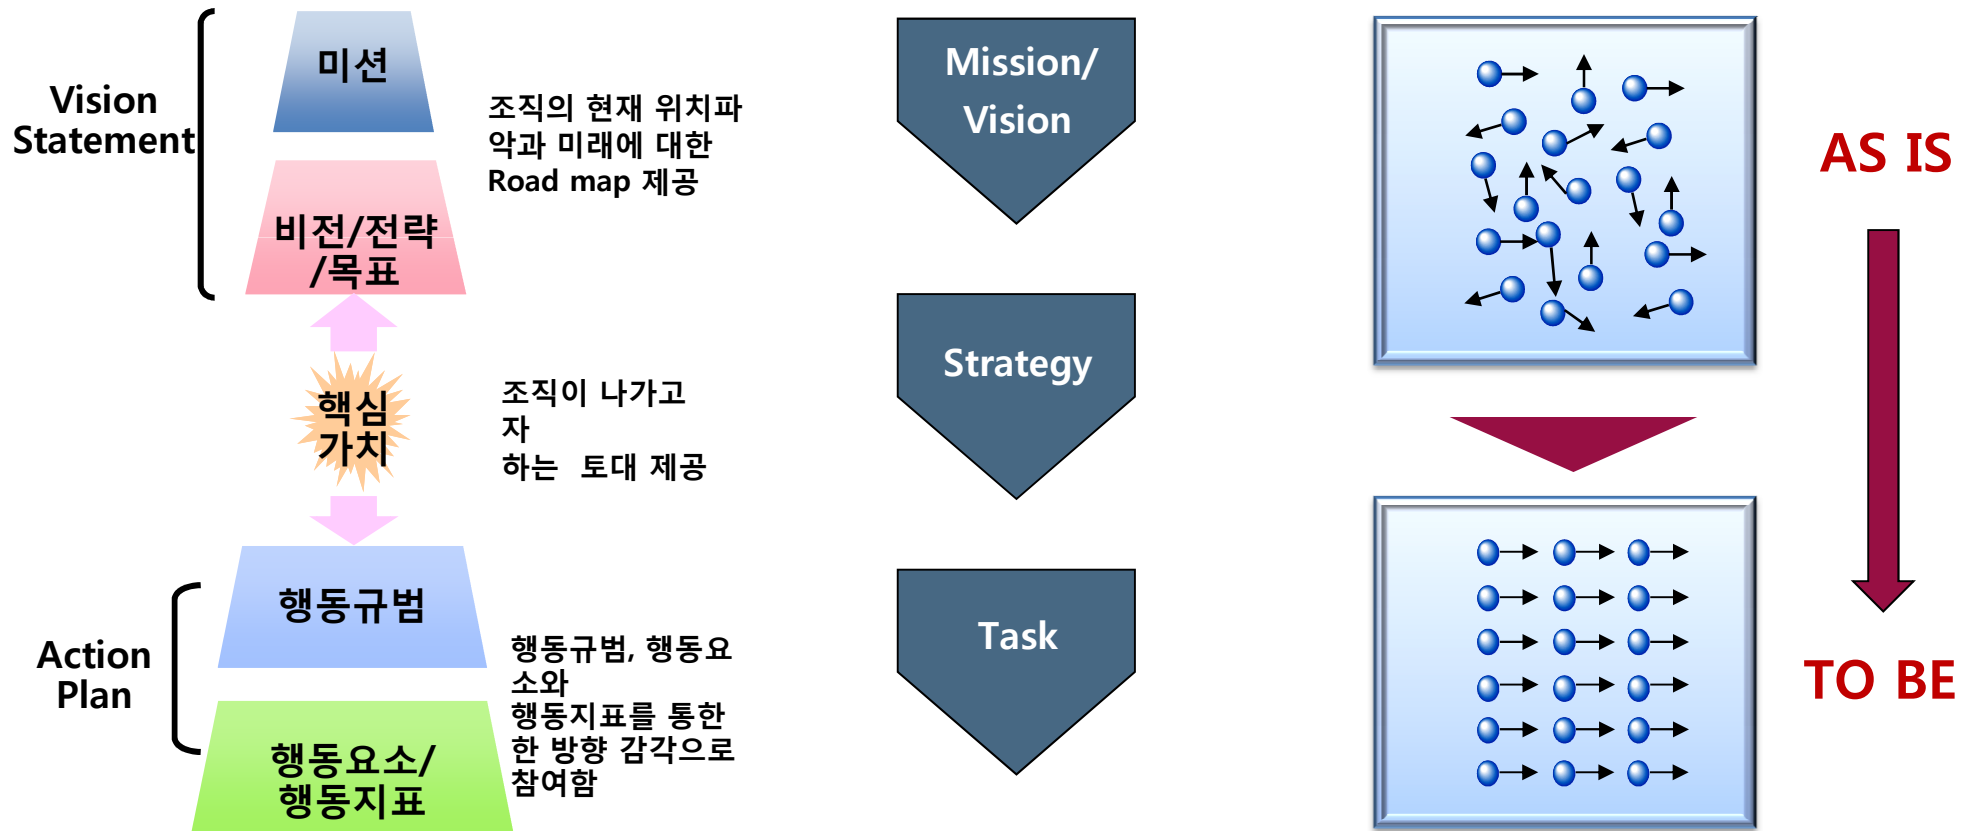 Vision
Statement
미션
비전/전략
/목표
조직의 현재 위치파
악과 미래에 대한
Road map 제공
핵심
가치
조직이 나가고
자
하는  토대 제공
Action
Plan
행동규범
행동요소/
행동지표
행동규범, 행동요
소와
행동지표를 통한
한 방향 감각으로
참여함
Mission/
Vision
Strategy
Task
AS IS
TO BE